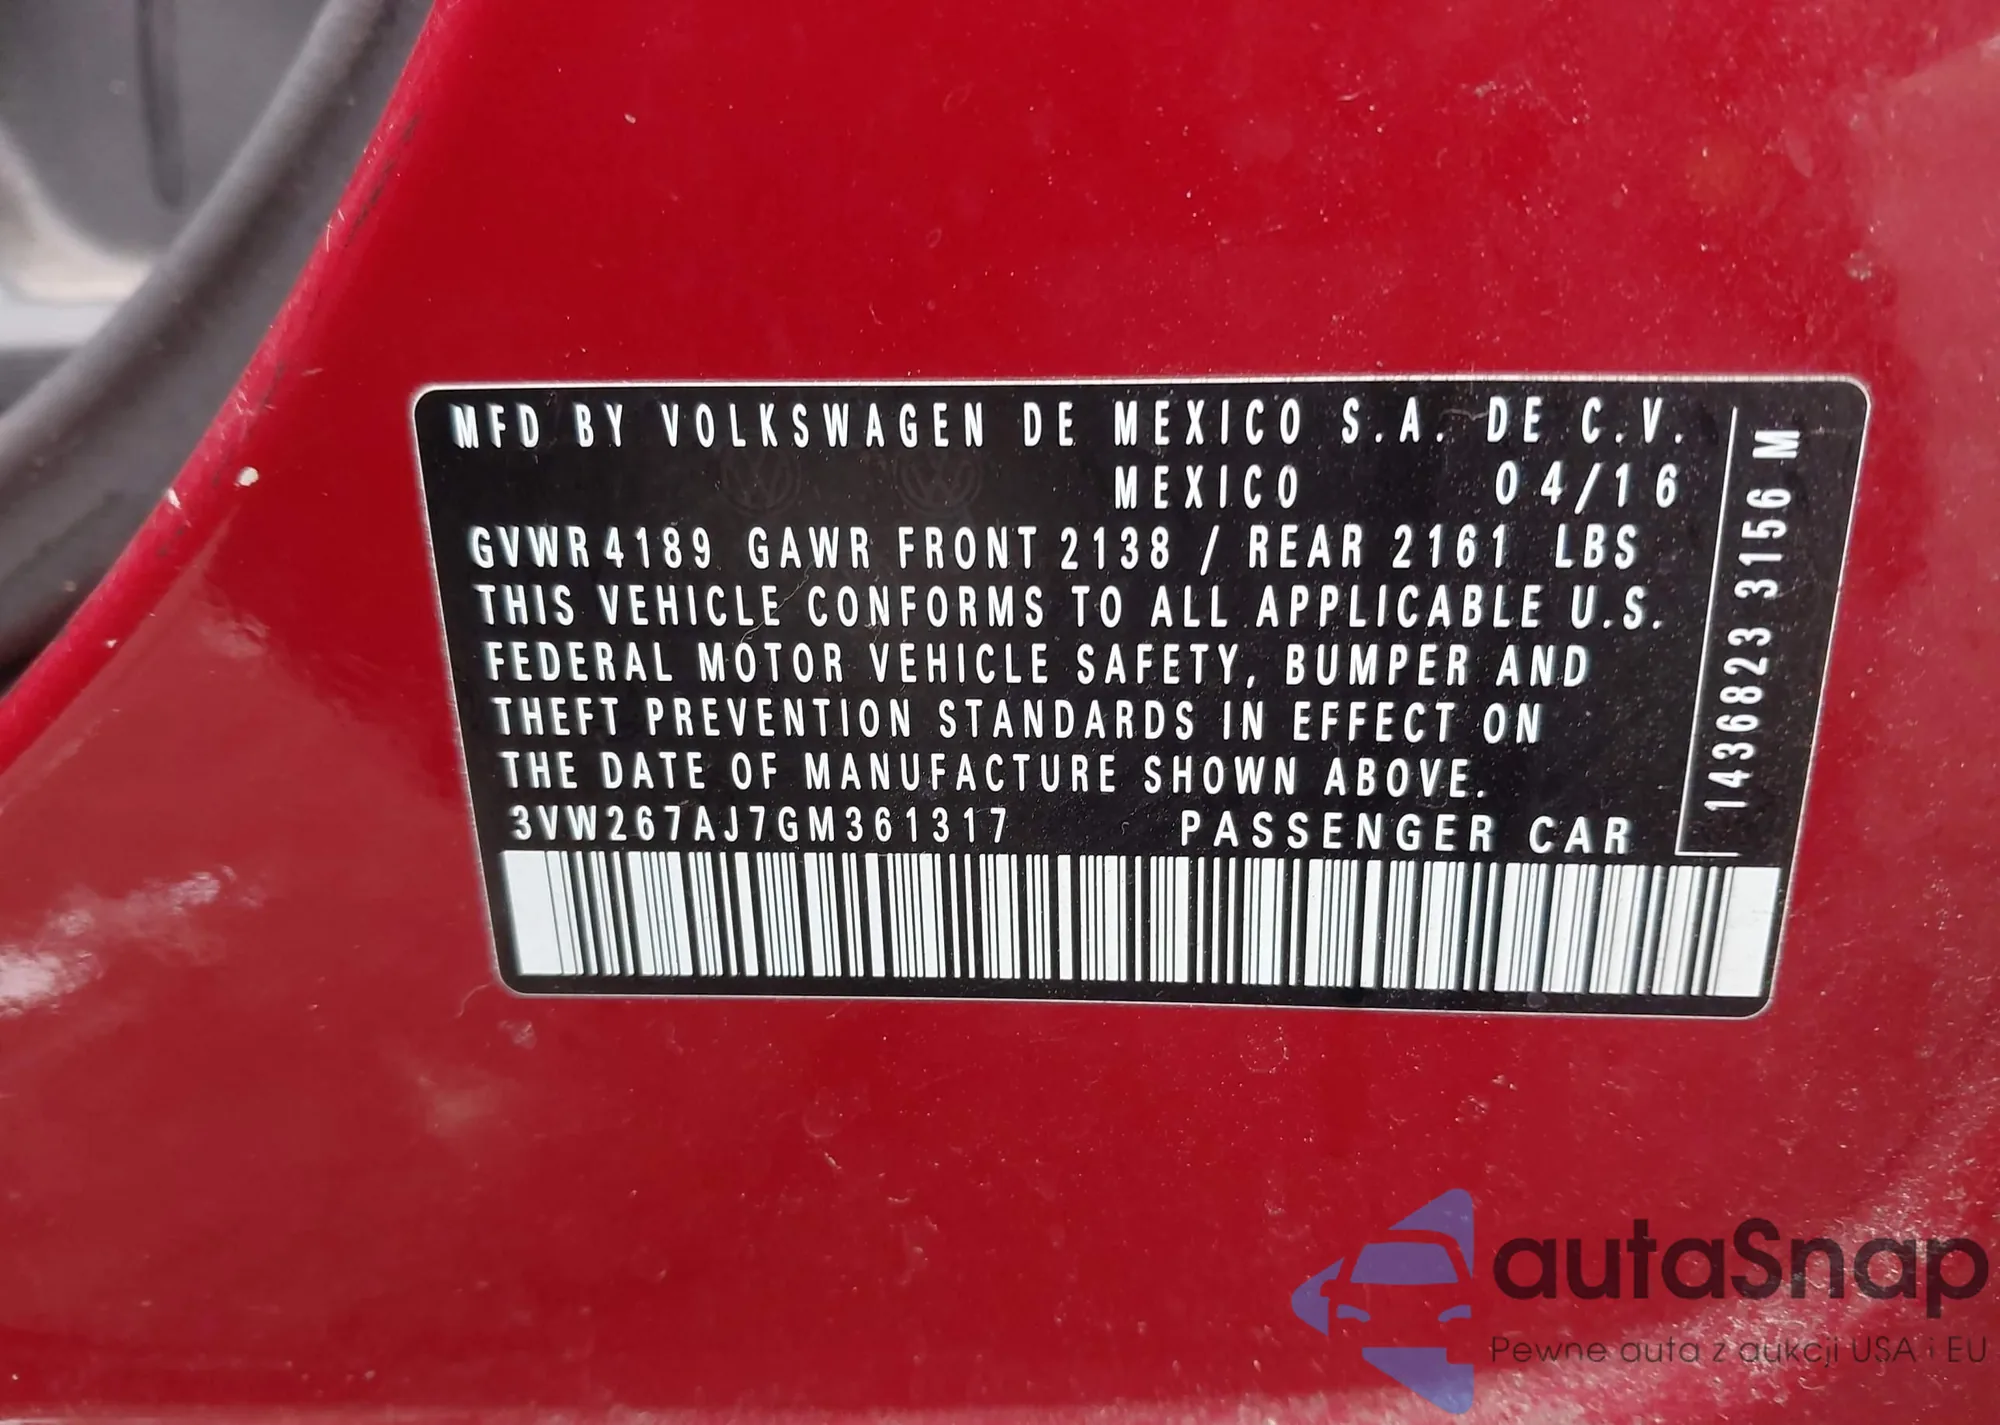 MFD BY VOLKSWAGEN DE MEXICO S.A. DE C.V.
MEXICO 04/16
GVWR 4189 GAWR FRONT 2138 / REAR 2161 LBS
THIS VEHICLE CONFORMS TO ALL APPLICABLE U.S.
FEDERAL MOTOR VEHICLE SAFETY, BUMPER AND
THEFT PREVENTION STANDARDS IN EFFECT ON
THE DATE OF MANUFACTURE SHOWN ABOVE.
3VW267AJ7GM361317 PASSENGER CAR
1436823 3156 M
autaSnap
Pewne auta z aukcji USA i EU